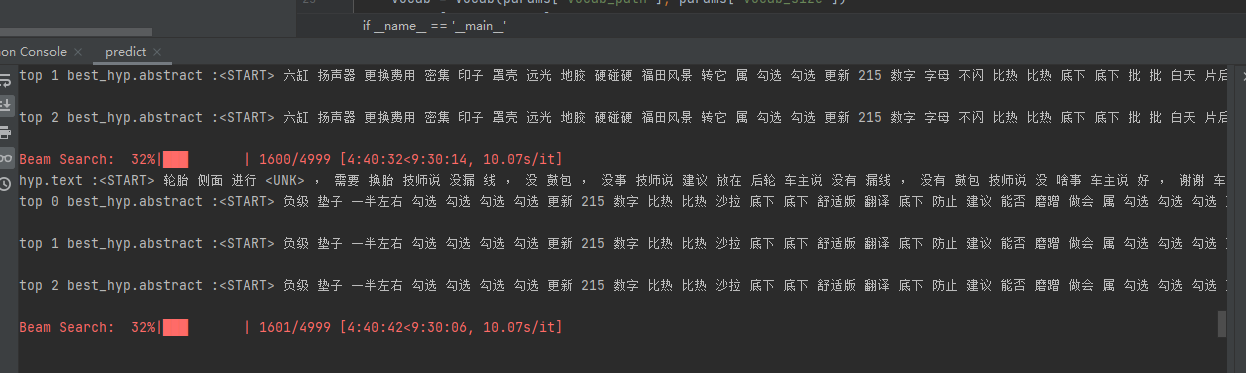 if __name__ == '__main__'
on Console
predict
top 1 best_hyp.abstract :<START> 六缸 扬声器 更换费用 密集 印子 罩壳 远光 地胶 硬碰硬 福田风景 转它 属 勾选 勾选 更新 215 数字 字母 不闪 比热 比热 底下 底下 批 批 白天 片后
top 2 best_hyp.abstract :<START> 六缸 扬声器 更换费用 密集 印子 罩壳 远光 地胶 硬碰硬 福田风景 转它 属 勾选 勾选 更新 215 数字 字母 不闪 比热 比热 底下 底下 批 批 白天 片后
Beam Search:  32%|███       | 1600/4999 [4:40:32<9:30:14, 10.07s/it]
hyp.text :<START> 轮胎 侧面 进行 <UNK> ， 需要 换胎 技师说 没漏 线 ， 没 鼓包 ， 没事 技师说 建议 放在 后轮 车主说 没有 漏线 ， 没有 鼓包 技师说 没 啥事 车主说 好 ， 谢谢 车
top 0 best_hyp.abstract :<START> 负级 垫子 一半左右 勾选 勾选 勾选 勾选 更新 215 数字 比热 比热 沙拉 底下 底下 舒适版 翻译 底下 防止 建议 能否 磨噌 做会 属 勾选 勾选 勾选
top 1 best_hyp.abstract :<START> 负级 垫子 一半左右 勾选 勾选 勾选 勾选 更新 215 数字 比热 比热 沙拉 底下 底下 舒适版 翻译 底下 防止 建议 能否 磨噌 做会 属 勾选 勾选 勾选
top 2 best_hyp.abstract :<START> 负级 垫子 一半左右 勾选 勾选 勾选 勾选 更新 215 数字 比热 比热 沙拉 底下 底下 舒适版 翻译 底下 防止 建议 能否 磨噌 做会 属 勾选 勾选 勾选
Beam Search:  32%|███       | 1601/4999 [4:40:42<9:30:06, 10.07s/it]